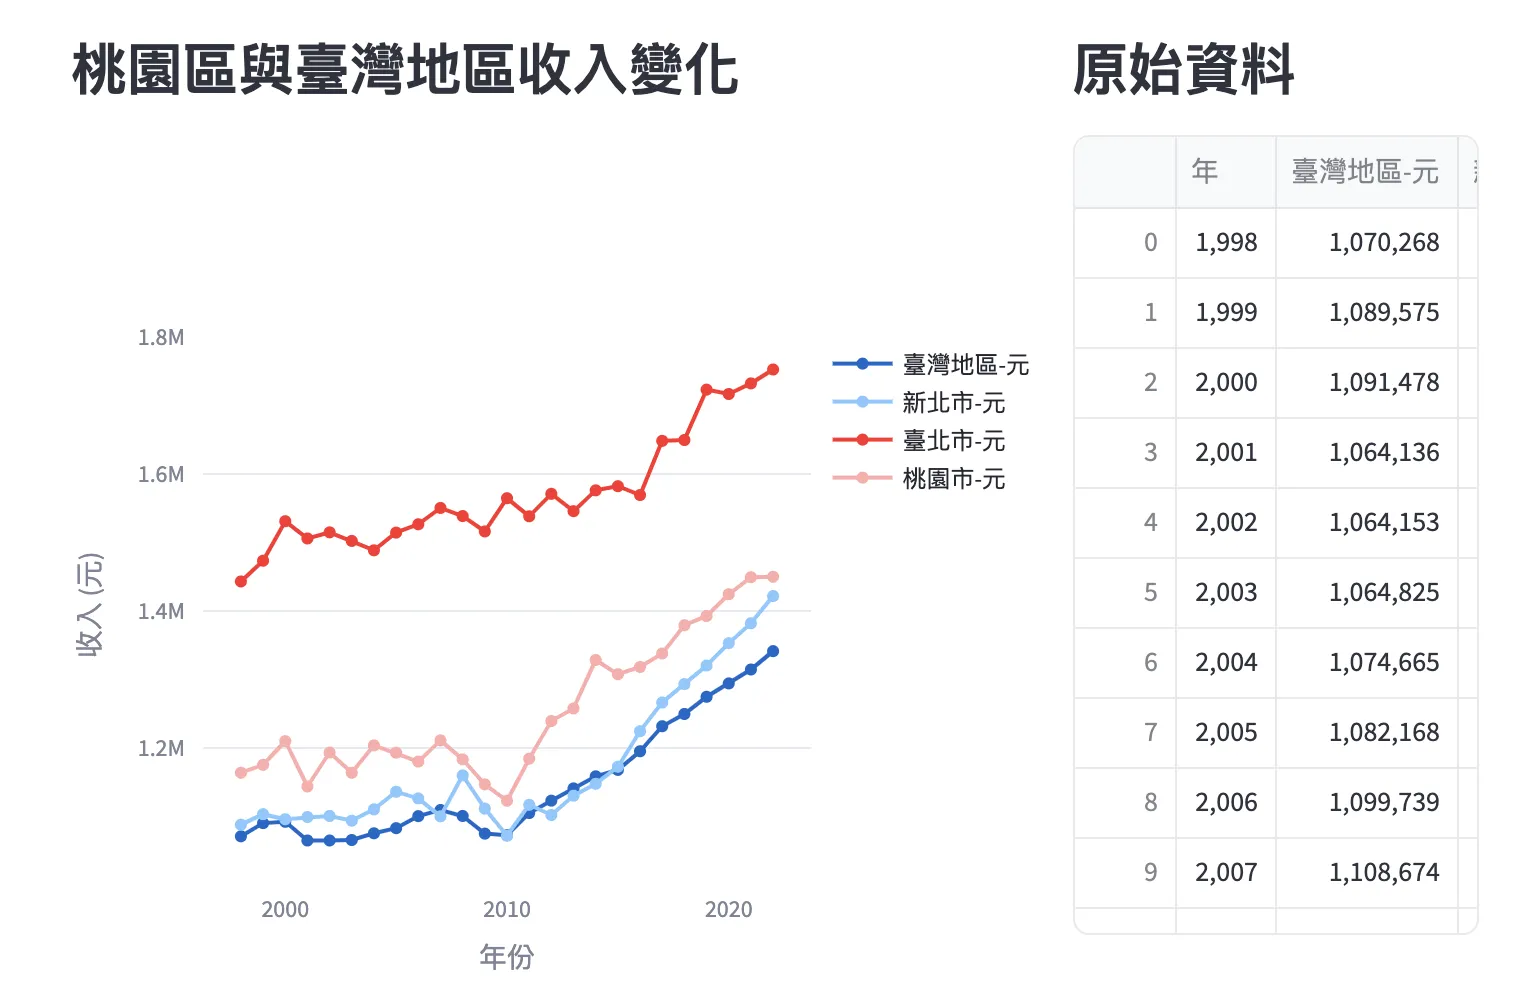 桃園區與臺灣地區收入變化
1.8M
1.6M
1.4M
1.2M
收入 (元)
2000 2010 2020
年份
臺灣地區-元
新北市-元
臺北市-元
桃園市-元
原始資料
年 臺灣地區-元
0 1,998 1,070,268
1 1,999 1,089,575
2 2,000 1,091,478
3 2,001 1,064,136
4 2,002 1,064,153
5 2,003 1,064,825
6 2,004 1,074,665
7 2,005 1,082,168
8 2,006 1,099,739
9 2,007 1,108,674